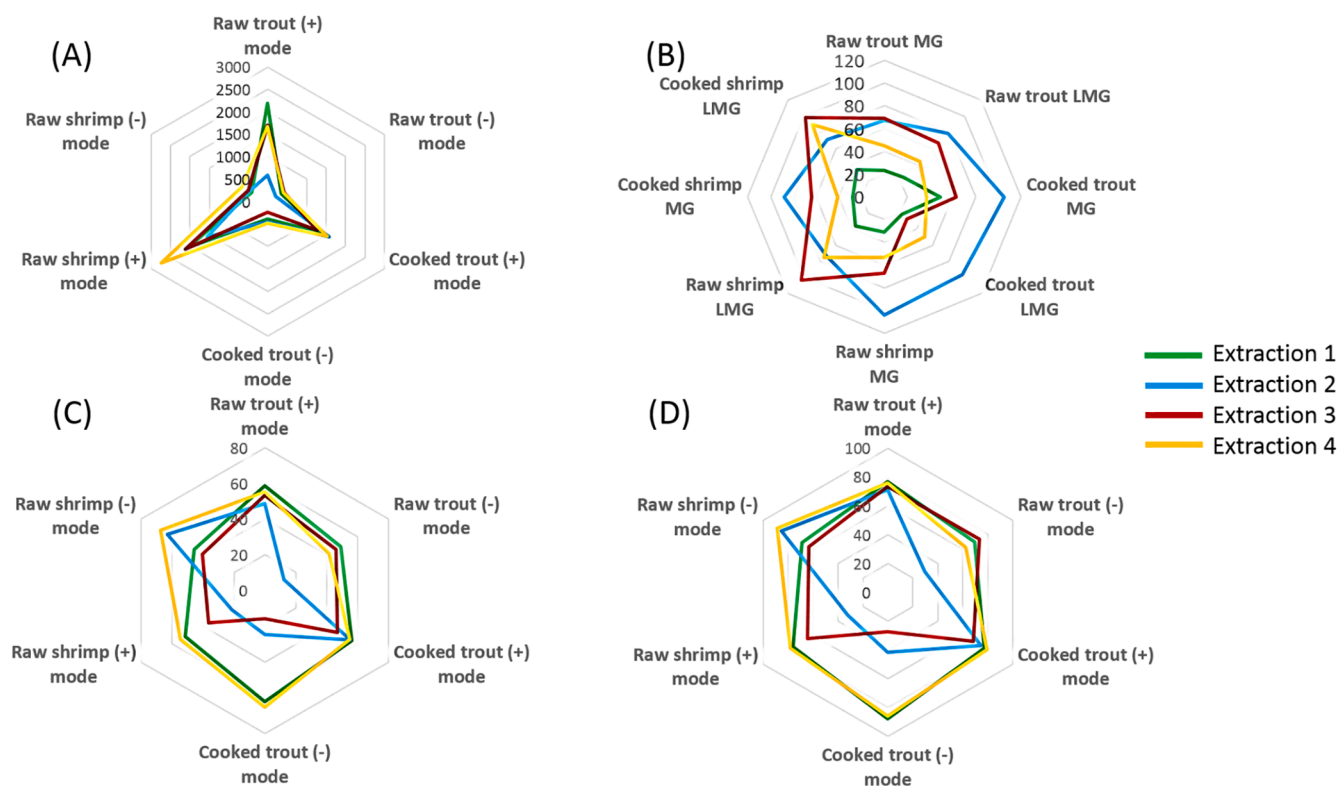 (A)
Raw trout (+)
mode
3000
2500
2000
1500
1000
500
0
Raw trout (-)
mode
Cooked trout (+)
mode
Cooked trout (-)
mode
Raw shrimp (+)
mode
Raw shrimp (-)
mode
(B)
Raw trout MG
120
100
80
60
40
20
0
Raw trout LMG
Cooked trout
MG
Cooked trout
LMG
Raw shrimp
MG
Raw shrimp
LMG
Cooked shrimp
MG
Cooked shrimp
LMG
(C)
Raw trout (+)
mode
80
60
40
20
0
Raw trout (-)
mode
Cooked trout (+)
mode
Cooked trout (-)
mode
Raw shrimp (+)
mode
Raw shrimp (-)
mode
(D)
Raw trout (+)
mode
100
80
60
40
20
0
Raw trout (-)
mode
Cooked trout (+)
mode
Cooked trout (-)
mode
Raw shrimp (+)
mode
Raw shrimp (-)
mode
Extraction 1
Extraction 2
Extraction 3
Extraction 4